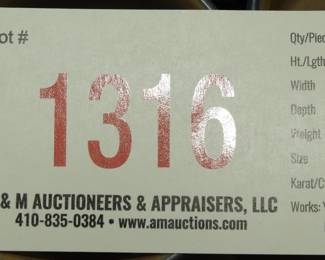 ot #
1316
& M AUCTIONEERS & APPRAISERS, LLC
410-835-0384 • www.amauctions.com
Qty/Piec
Ht./Lgth
Width
Depth
Weight
Size
Karat/C
Works: Y